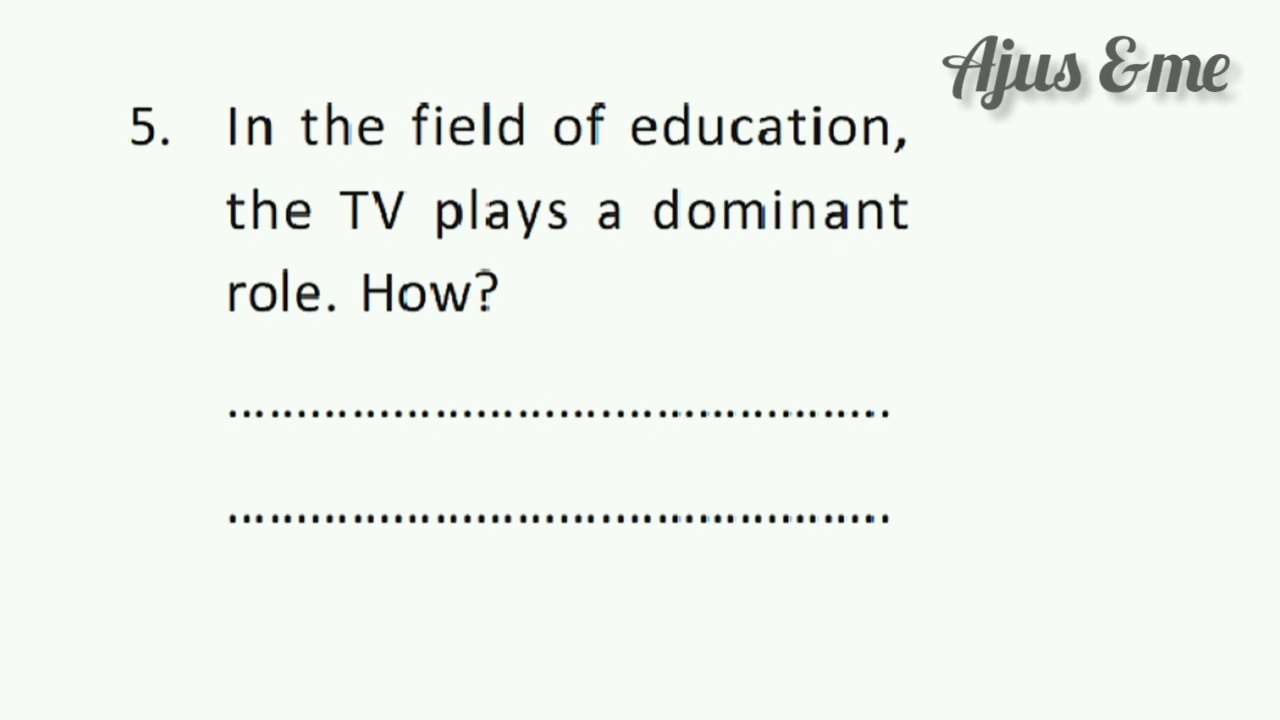 Ajus &me
5. In the field of education,
the TV plays a dominant
role. How?
................................................
................................................